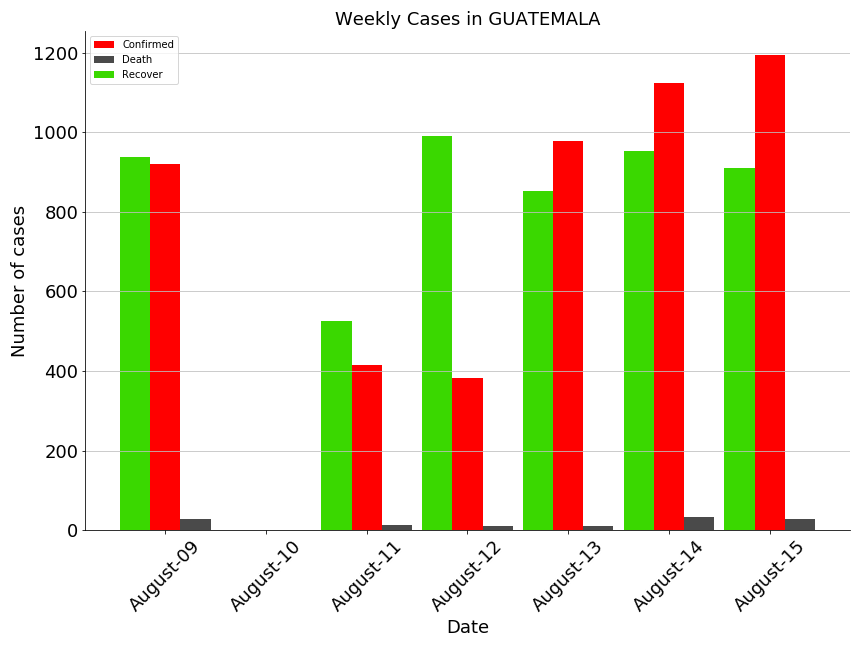 Weekly Cases in GUATEMALA
Confirmed
Death
Recover
Number of cases
1200
1000
800
600
400
200
0
August-09
August-10
August-11
August-12
August-13
August-14
August-15
Date